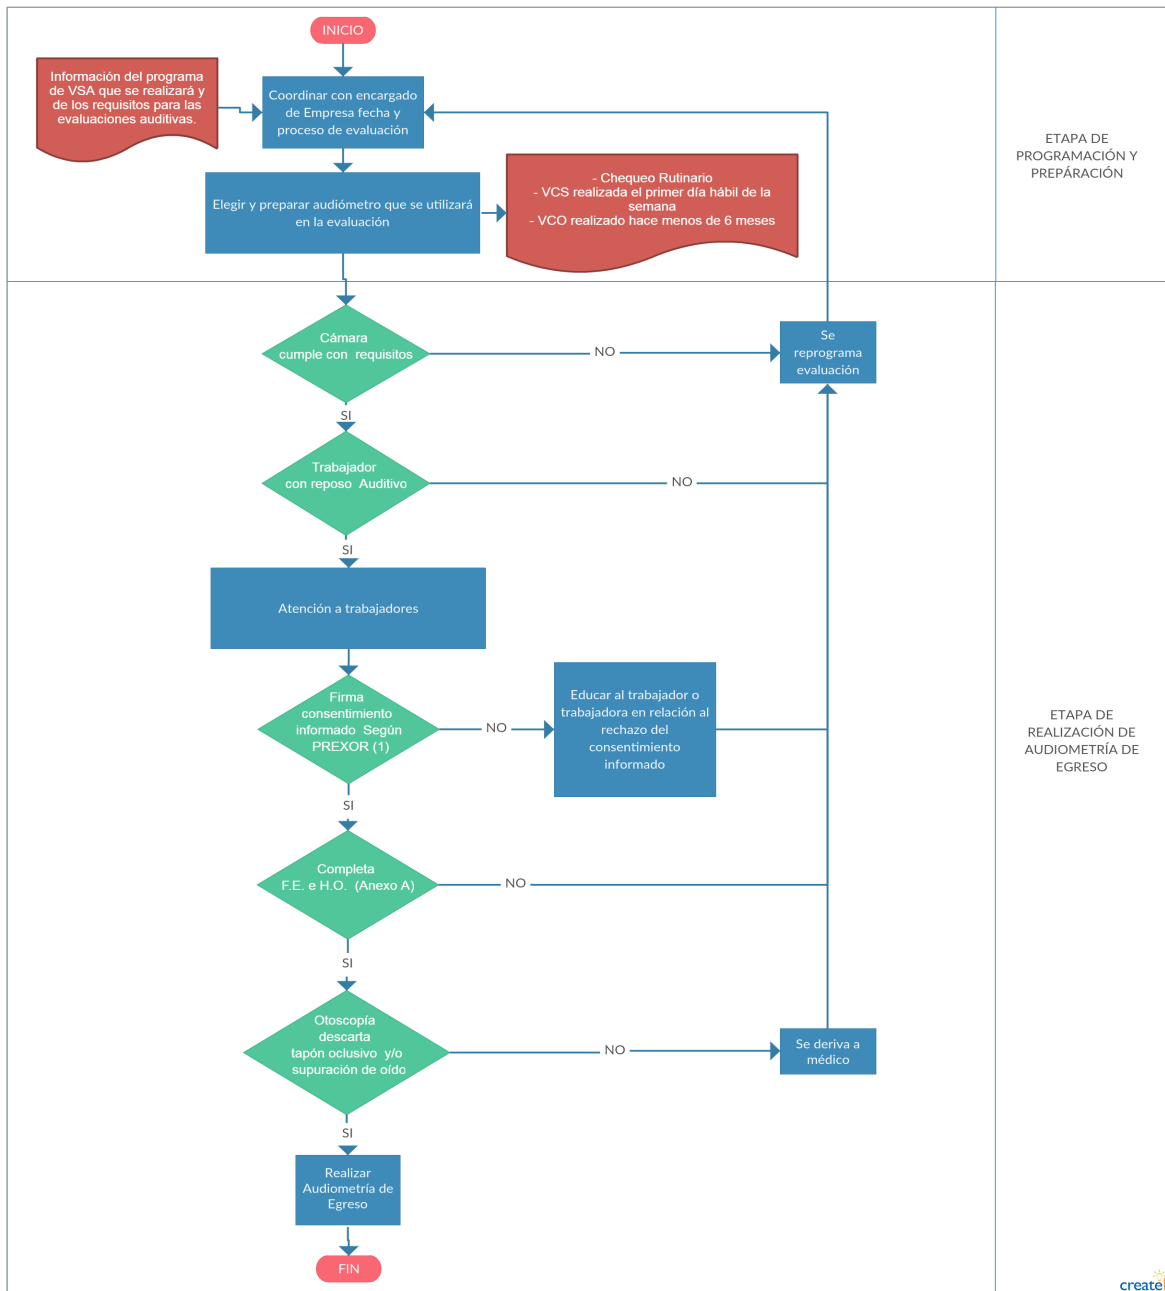 INICIO
Información del programa
de VSA que se realizará y
de los requisitos para las
evaluaciones auditivas.
Coordinar con encargado
de Empresa fecha y
proceso de evaluación
ETAPA DE
PROGRAMACIÓN Y
PREPÁRACIÓN
Elegir y preparar audiómetro que se utilizará
en la evaluación
- Chequeo Rutinario
- VCS realizada el primer día hábil de la
semana
- VCO realizado hace menos de 6 meses
Cámara
cumple con requisitos
NO
Se
reprograma
evaluación
SI
Trabajador
con reposo Auditivo
NO
SI
Atención a trabajadores
Firma
consentimiento
informado Según
PREXOR (1)
NO
Educar al trabajador o
trabajadora en relación al
rechazo del
consentimiento
informado
ETAPA DE
REALIZACIÓN DE
AUDIOMETRÍA DE
EGRESO
SI
Completa
F.E. e H.O. (Anexo A)
NO
SI
Otoscopía
descarta
tapón oclusivo y/o
supuración de oído
NO
Se deriva a
médico
SI
Realizar
Audiometría de
Egreso
FIN
create